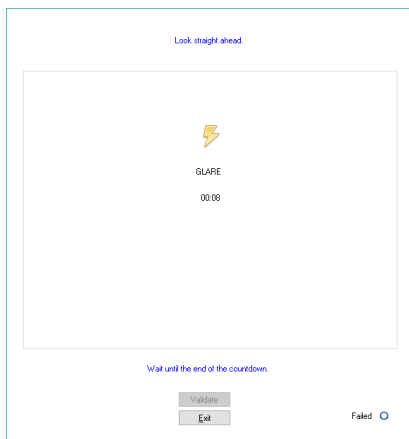 Look straight ahead.
GLARE
00:08
Wait until the end of the countdown.
Validate
Exit
Failed